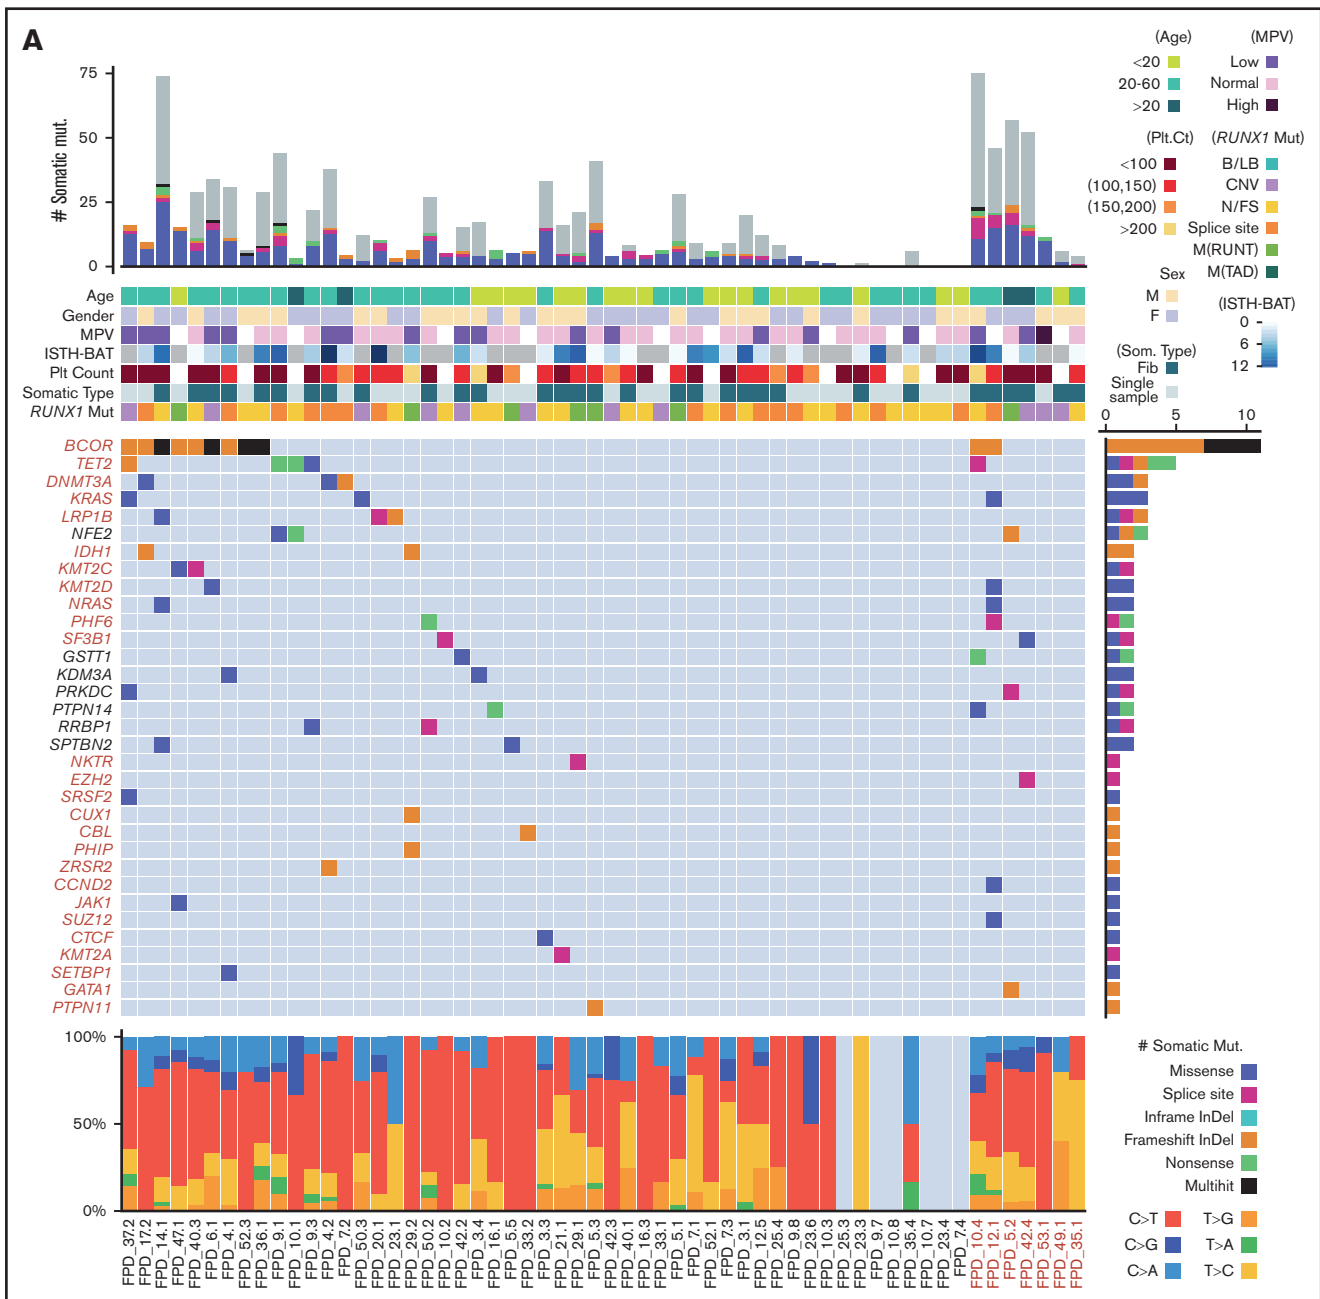 A
# Somatic mut.
75
50
25
0
(Age)
<20
20-60
>20
(MPV)
Low
Normal
High
(Plt.Ct)
<100
(100,150)
(150,200)
>200
(RUNX1 Mut)
B/LB
CNV
N/FS
Splice site
M(RUNT)
M(TAD)
Sex
M
F
(ISTH-BAT)
0
6
12
(Som. Type)
Fib
Single
sample
Age
Gender
MPV
ISTH-BAT
Plt Count
Somatic Type
RUNX1 Mut
0 5 10
BCOR
TET2
DNMT3A
KRAS
LRP1B
NFE2
IDH1
KMT2C
KMT2D
NRAS
PHF6
SF3B1
GSTT1
KDM3A
PRKDC
PTPN14
RRBP1
SPTBN2
NKTR
EZH2
SRSF2
CUX1
CBL
PHIP
ZRSR2
CCND2
JAK1
SUZ12
CTCF
KMT2A
SETBP1
GATA1
PTPN11
100%
50%
0%
# Somatic Mut.
Missense
Splice site
Inframe InDel
Frameshift InDel
Nonsense
Multihit
C>T T>G
C>G T>A
C>A T>C
FPD_37.2
FPD_17.2
FPD_14.1
FPD_47.1
FPD_40.3
FPD_6.1
FPD_4.1
FPD_52.3
FPD_36.1
FPD_9.1
FPD_10.1
FPD_9.3
FPD_4.2
FPD_7.2
FPD_50.3
FPD_20.1
FPD_23.1
FPD_29.2
FPD_50.2
FPD_10.2
FPD_42.2
FPD_3.4
FPD_16.1
FPD_5.5
FPD_33.2
FPD_3.3
FPD_21.1
FPD_29.1
FPD_5.3
FPD_42.3
FPD_40.1
FPD_16.3
FPD_33.1
FPD_5.1
FPD_7.1
FPD_52.1
FPD_7.3
FPD_3.1
FPD_12.5
FPD_25.4
FPD_9.8
FPD_23.6
FPD_10.3
FPD_25.3
FPD_23.3
FPD_9.7
FPD_10.8
FPD_35.4
FPD_10.7
FPD_23.4
FPD_7.4
FPD_10.4
FPD_12.1
FPD_5.2
FPD_42.4
FPD_53.1
FPD_49.1
FPD_35.1